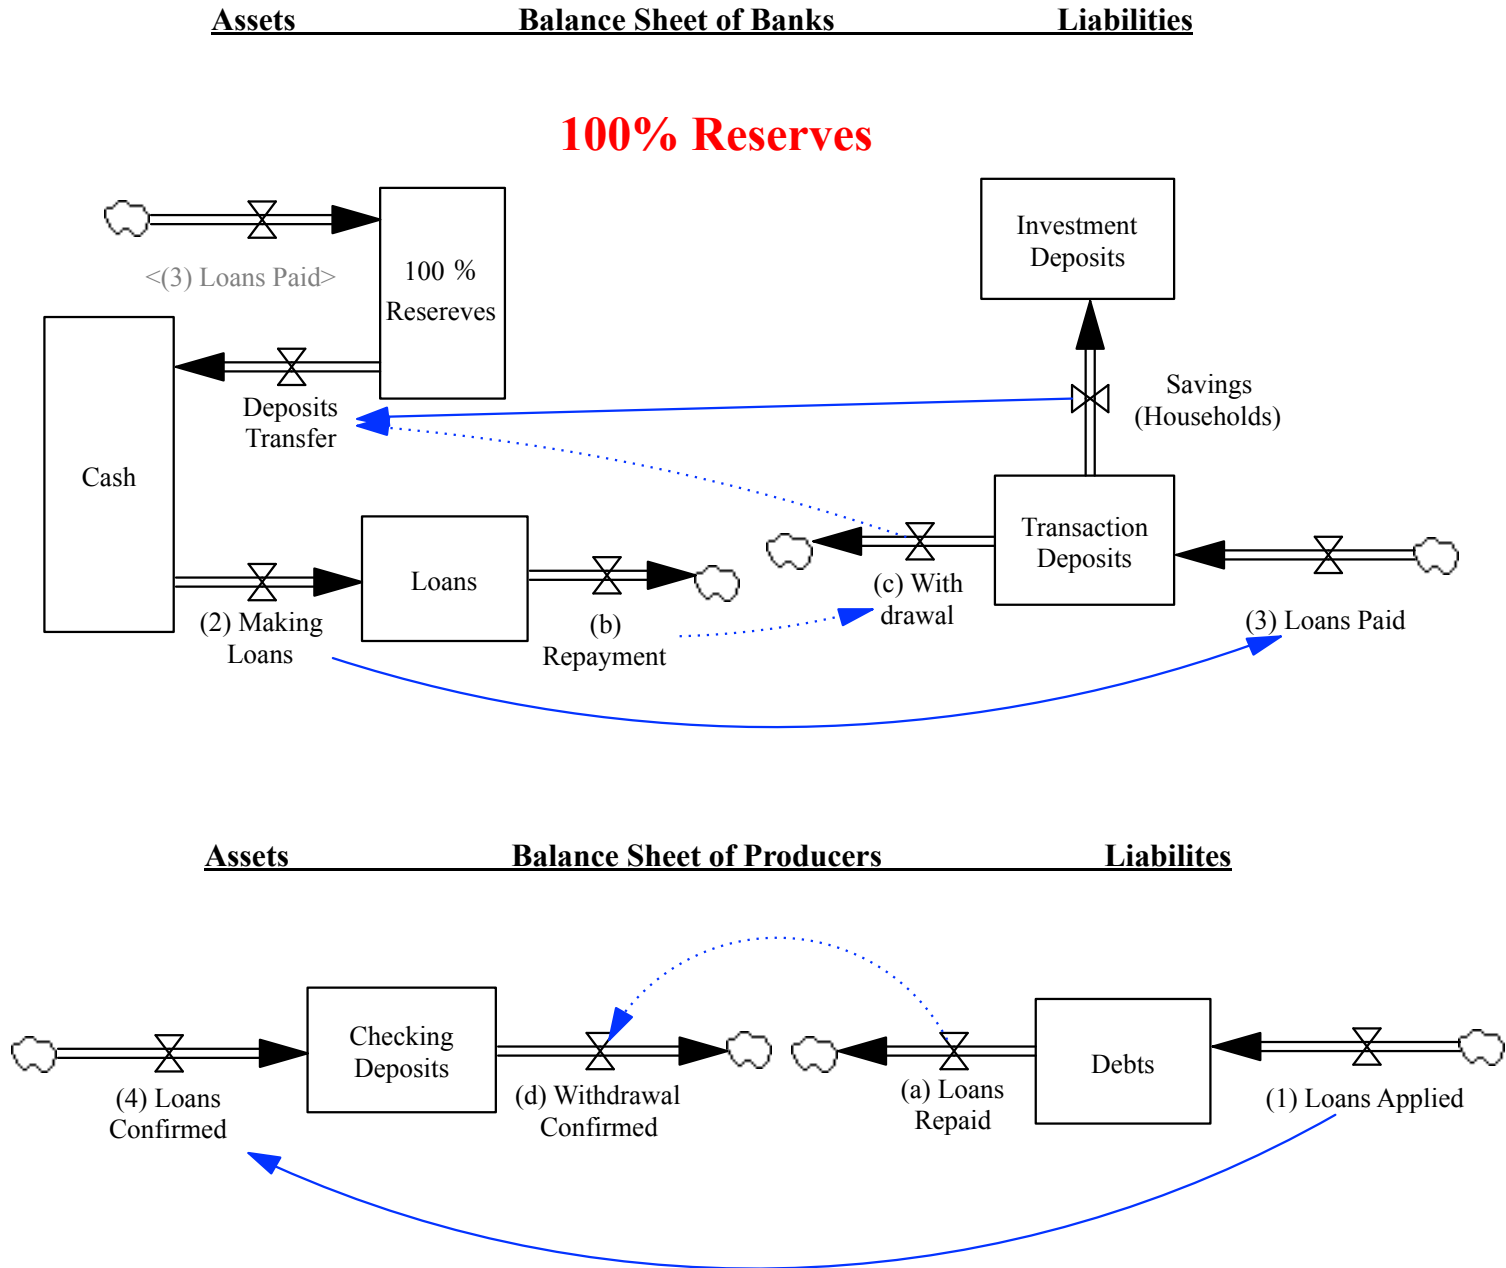 Assets Balance Sheet of Banks Liabilities
100% Reserves
<(3) Loans Paid>
100 %
Resereves
Investment
Deposits
Deposits
Transfer
Savings
(Households)
Cash
Loans
Transaction
Deposits
(2) Making
Loans
(b)
Repayment
(c) With
drawal
(3) Loans Paid
Assets Balance Sheet of Producers Liabilites
Checking
Deposits
Debts
(4) Loans
Confirmed
(d) Withdrawal
Confirmed
(a) Loans
Repaid
(1) Loans Applied